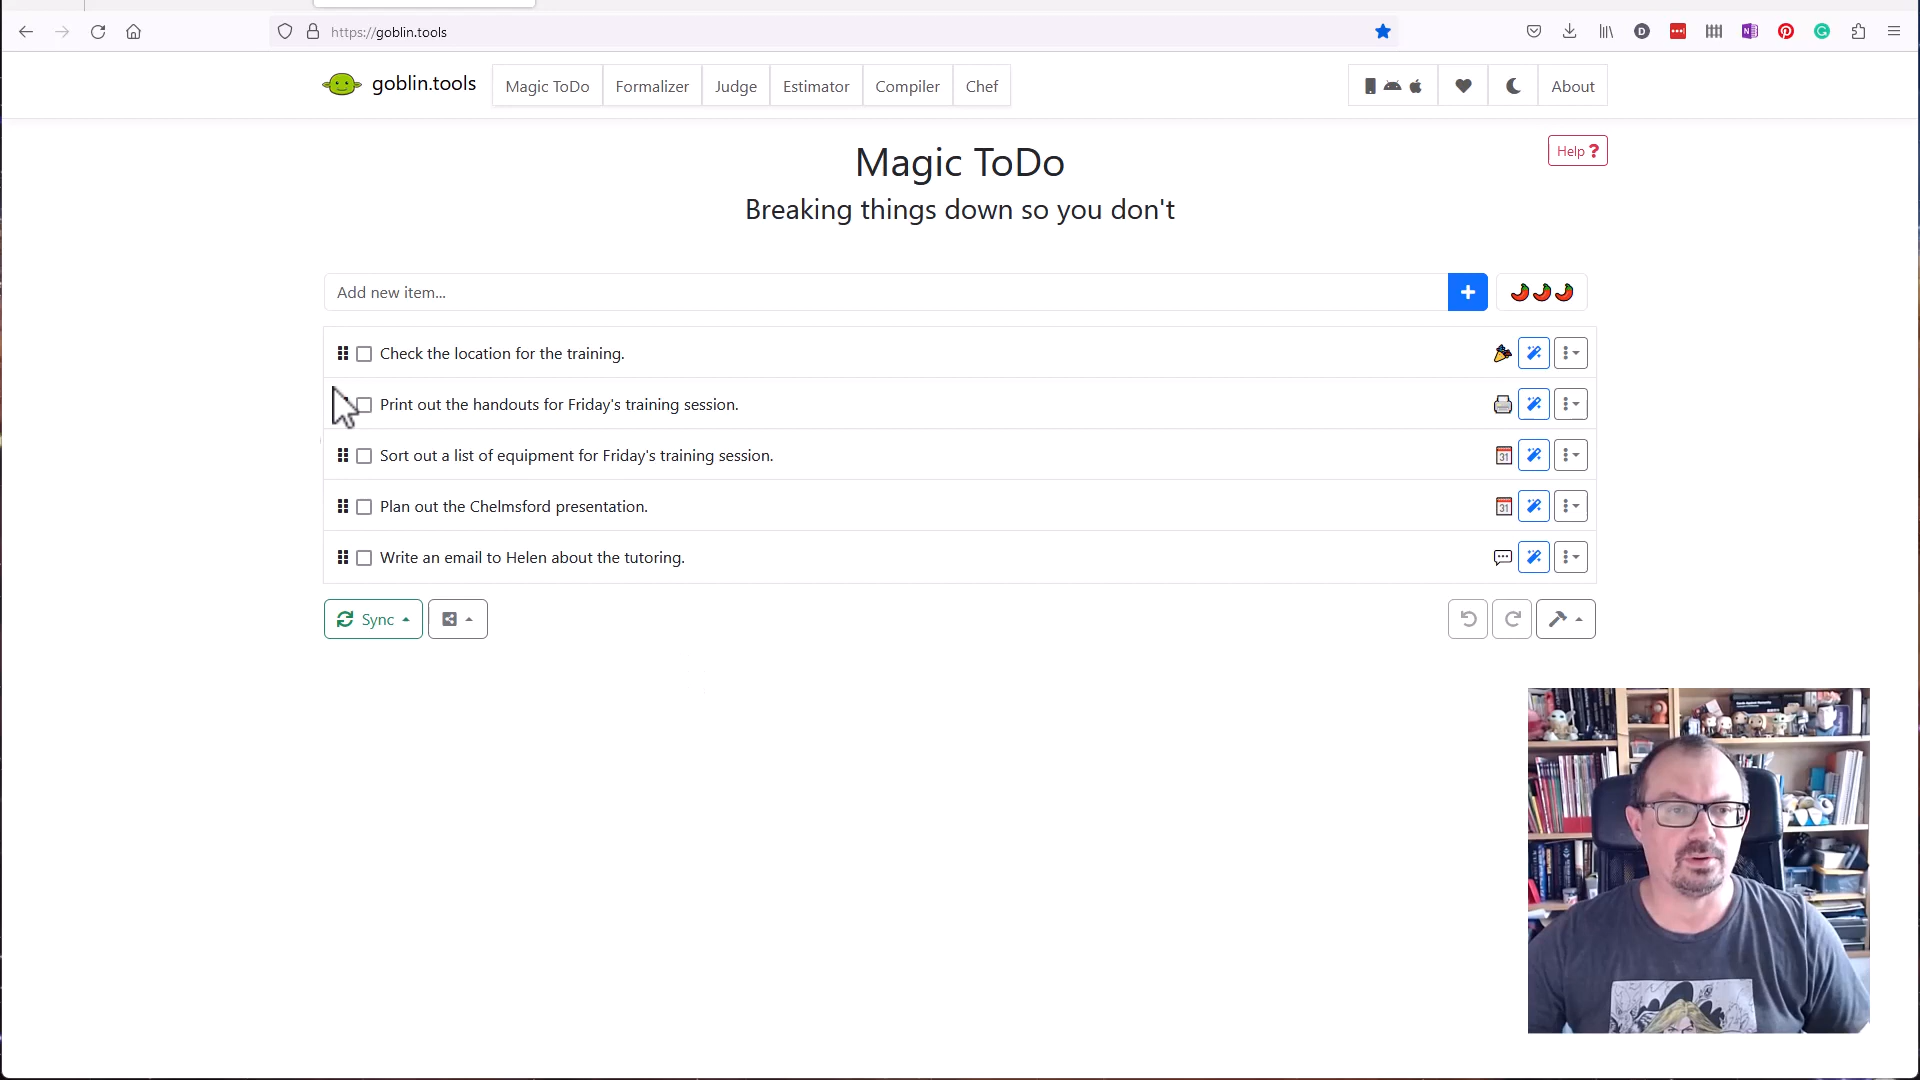 https://goblin.tools
goblin.tools
Magic ToDo
Formalizer
Judge
Estimator
Compiler
Chef
About
Magic ToDo
Help ?
Breaking things down so you don't
Add new item...
Check the location for the training.
Print out the handouts for Friday's training session.
Sort out a list of equipment for Friday's training session.
31
Plan out the Chelmsford presentation.
31
Write an email to Helen about the tutoring.
Sync